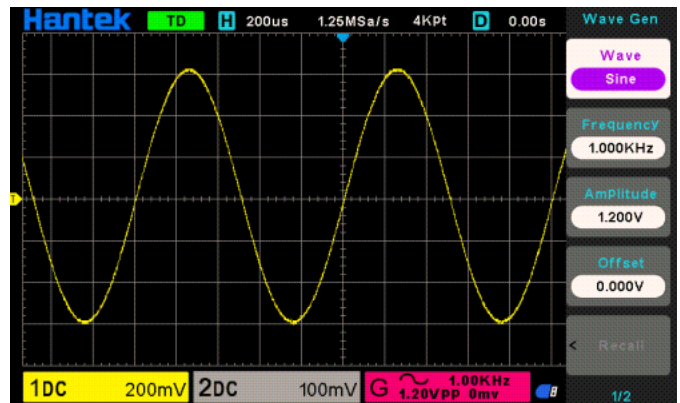 Hantek TD H 200us 1.25MSa/s 4KPt D 0.00s Wave Gen
Wave
Sine
Frequency
1.000KHz
T
Amplitude
1.200V
Offset
0.000V
< Recall
1DC 200mV 2DC 100mV G 1.00KHz
1.20VPP 0mv
1/2